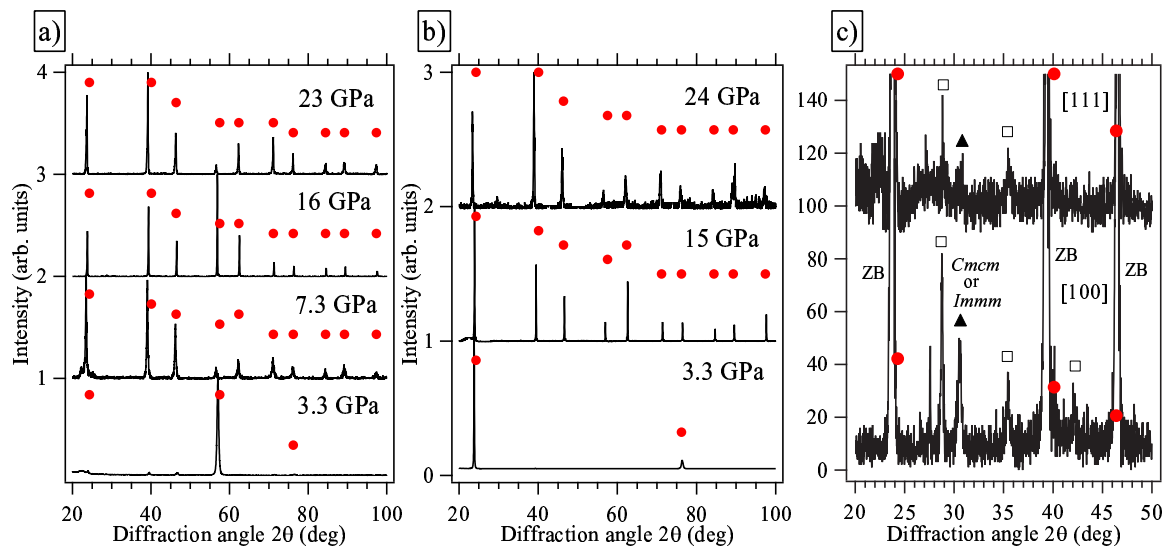 a)
4
3
2
1
23 GPa
16 GPa
7.3 GPa
3.3 GPa
Intensity (arb. units)
20 40 60 80 100
Diffraction angle 2θ (deg)
b)
3
2
1
0
24 GPa
15 GPa
3.3 GPa
Intensity (arb. units)
20 40 60 80 100
Diffraction angle 2θ (deg)
c)
140
120
100
80
60
40
20
0
[111]
ZB
Cmcm
or
Immm
ZB
[100]
ZB
20 25 30 35 40 45 50
Diffraction angle 2θ (deg)